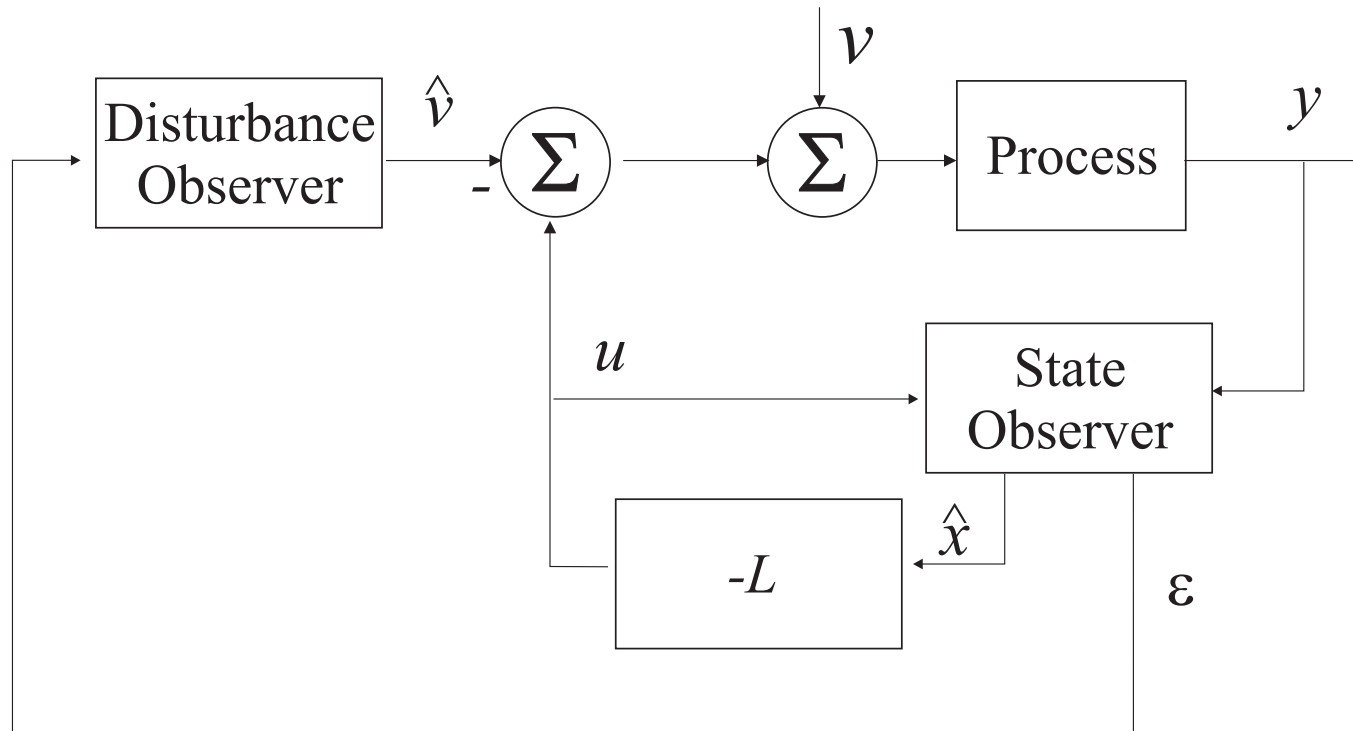 v
Disturbance
Observer
v̂
-
Σ
Σ
Process
y
u
State
Observer
-L
x̂
ε